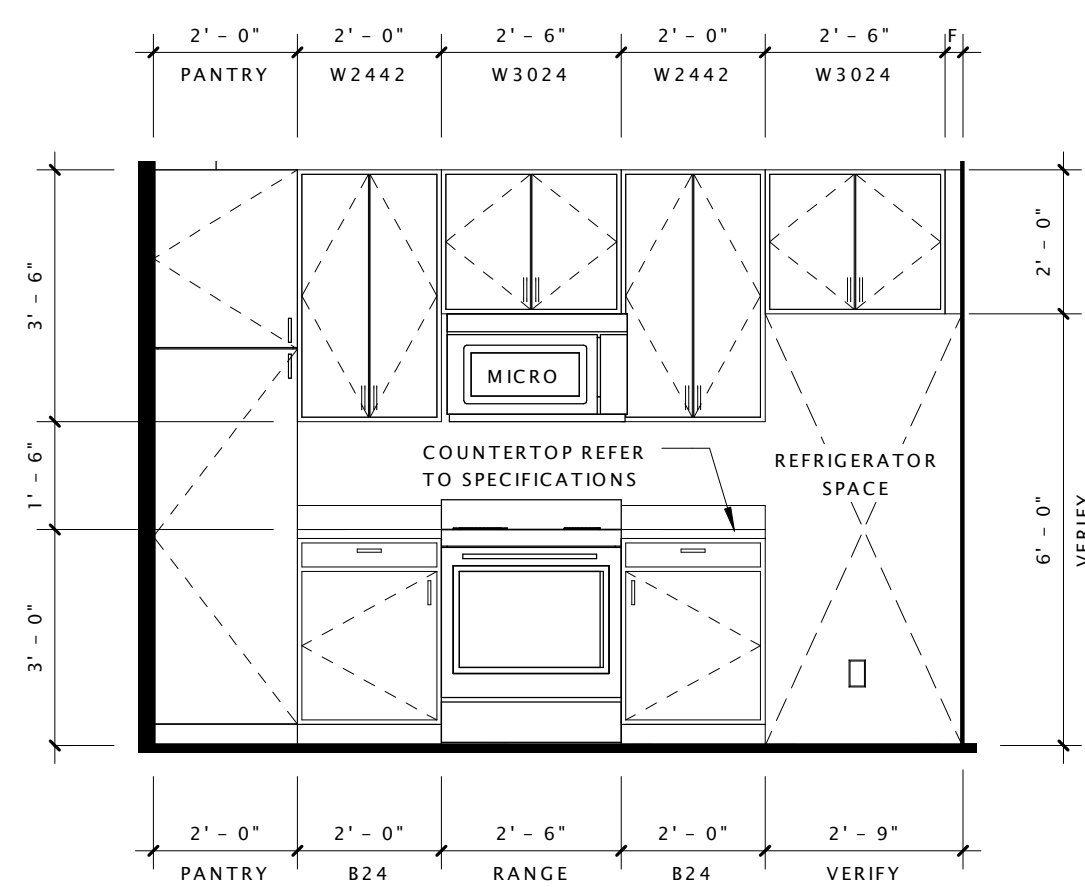 2' - 0" 2' - 0" 2' - 6" 2' - 0" 2' - 6" F
PANTRY W2442 W3024 W2442 W3024
3' - 6"
1' - 6"
3' - 0"
MICRO
COUNTERTOP REFER
TO SPECIFICATIONS
REFRIGERATOR
SPACE
2' - 0"
6' - 0"
VERIFY
2' - 0" 2' - 0" 2' - 6" 2' - 0" 2' - 9"
PANTRY B24 RANGE B24 VERIFY